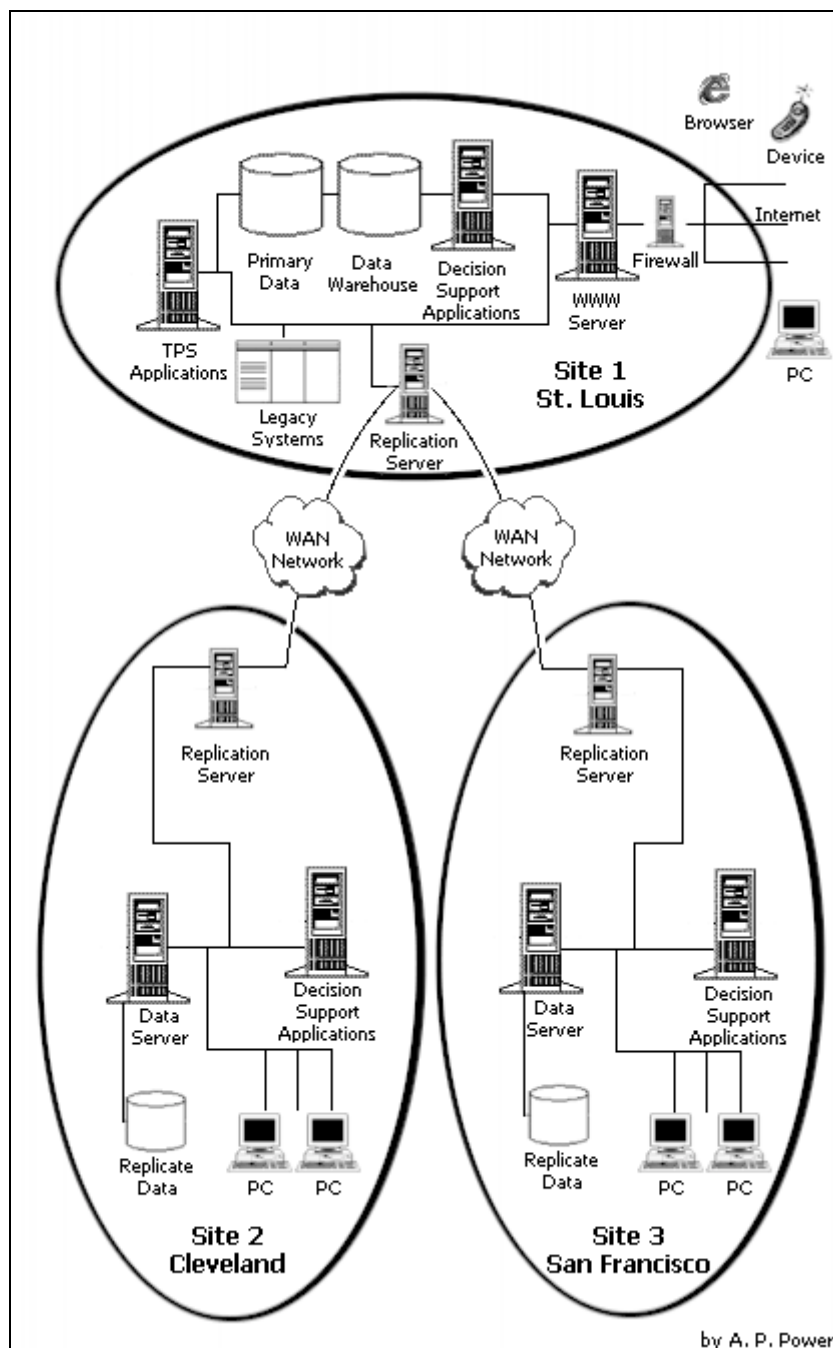 Browser
Device
Internet
Primary
Data
Data
Warehouse
Decision
Support
Applications
WWW
Server
Firewall
TPS
Applications
Legacy
Systems
Replication
Server
Site 1
St. Louis
PC
WAN
Network
WAN
Network
Replication
Server
Data
Server
Decision
Support
Applications
Replicate
Data
PC
PC
Site 2
Cleveland
Replication
Server
Data
Server
Decision
Support
Applications
Replicate
Data
PC
PC
Site 3
San Francisco
by A. P. Power